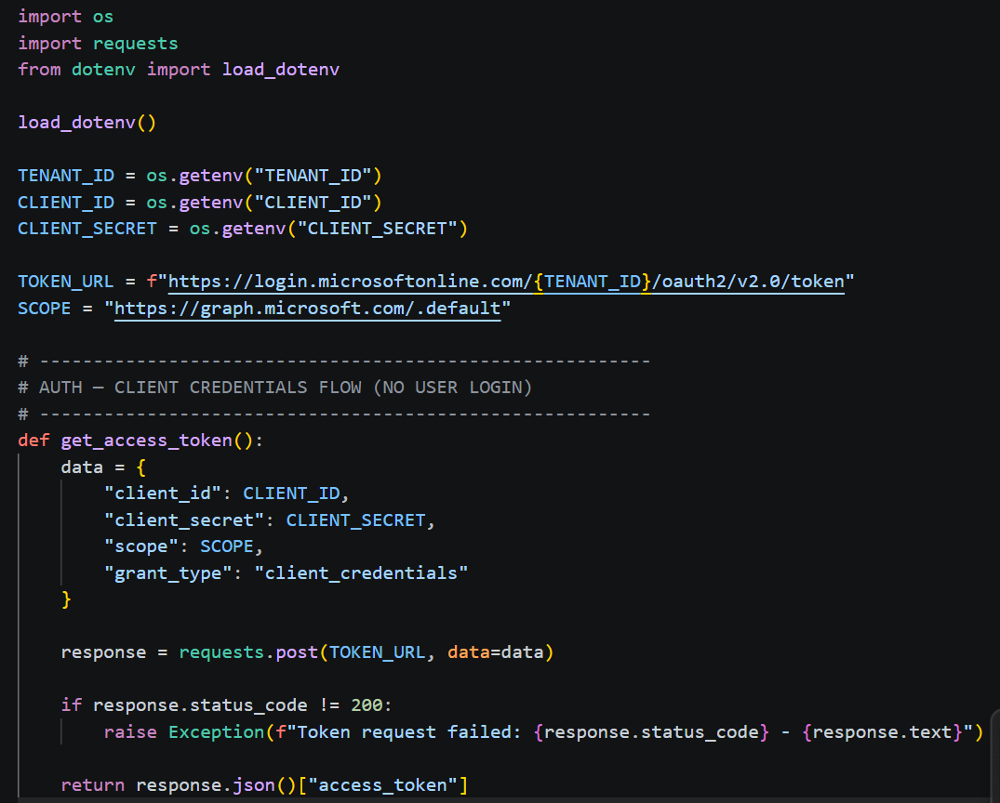 import os
import requests
from dotenv import load_dotenv

load_dotenv()

TENANT_ID = os.getenv("TENANT_ID")
CLIENT_ID = os.getenv("CLIENT_ID")
CLIENT_SECRET = os.getenv("CLIENT_SECRET")

TOKEN_URL = f"https://login.microsoftonline.com/{TENANT_ID}/oauth2/v2.0/token"
SCOPE = "https://graph.microsoft.com/.default"

# ---------------------------------------------------------
# AUTH — CLIENT CREDENTIALS FLOW (NO USER LOGIN)
# ---------------------------------------------------------
def get_access_token():
    data = {
        "client_id": CLIENT_ID,
        "client_secret": CLIENT_SECRET,
        "scope": SCOPE,
        "grant_type": "client_credentials"
    }

    response = requests.post(TOKEN_URL, data=data)

    if response.status_code != 200:
        raise Exception(f"Token request failed: {response.status_code} - {response.text}")

    return response.json()["access_token"]